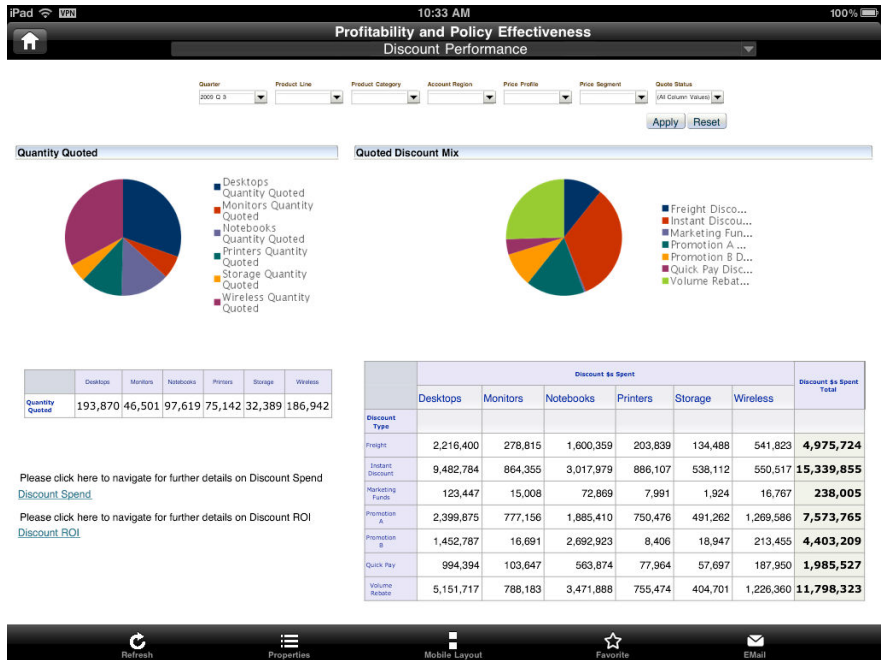 iPad VPN 10:33 AM 100%
Profitability and Policy Effectiveness
Discount Performance
Quarter Product Line Product Category Account Region Price Profile Price Segment Quote Status
2009 Q 3 (All Column Values)
Apply Reset
Quantity Quoted
Desktops
Quantity Quoted
Monitors Quantity
Quoted
Notebooks
Quantity Quoted
Printers Quantity
Quoted
Storage Quantity
Quoted
Wireless Quantity
Quoted
Quoted Discount Mix
Freight Disco...
Instant Discou...
Marketing Fun...
Promotion A ...
Promotion B D...
Quick Pay Disc...
Volume Rebat...
Desktops Monitors Notebooks Printers Storage Wireless
Quantity
Quoted
193,870 46,501 97,619 75,142 32,389 186,942
Please click here to navigate for further details on Discount Spend
Discount Spend
Please click here to navigate for further details on Discount ROI
Discount ROI
Discount $s Spent
Discount $s Spent
Total
Desktops Monitors Notebooks Printers Storage Wireless
Discount
Type
Freight 2,216,400 278,815 1,600,359 203,839 134,488 541,823 4,975,724
Instant
Discount
9,482,784 864,355 3,017,979 886,107 538,112 550,517 15,339,855
Marketing
Funds
123,447 15,008 72,869 7,991 1,924 16,767 238,005
Promotion
A
2,399,875 777,156 1,885,410 750,476 491,262 1,269,586 7,573,765
Promotion
B
1,452,787 16,691 2,692,923 8,406 18,947 213,455 4,403,209
Quick Pay 994,394 103,647 563,874 77,964 57,697 187,950 1,985,527
Volume
Rebate
5,151,717 788,183 3,471,888 755,474 404,701 1,226,360 11,798,323
Refresh Properties Mobile Layout Favorite EMail